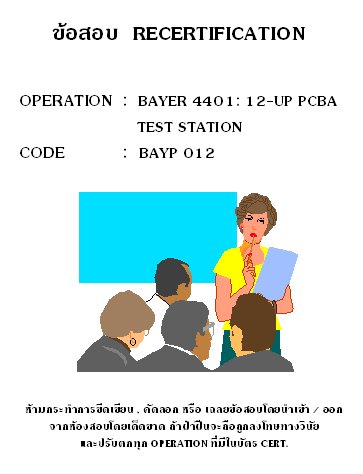 ข้อสอบ RECERTIFICATION
OPERATION : BAYER 4401: 12-UP PCBA
TEST STATION
CODE : BAYP 012
ห้ามกระทำการขีดเขียน , คัดลอก หรือ เฉลยข้อสอบโดยนำเข้า / ออก
จากห้องสอบโดยเด็ดขาด ถ้าฝ่าฝืนจะถือถูกลงโทษทางวินัย
และปรับตกทุก OPERATION ที่มีในบัตร CERT.